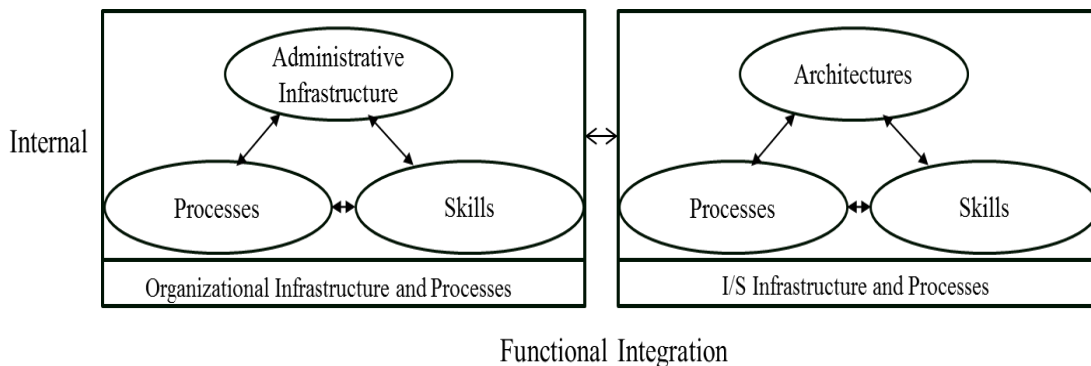 Administrative
Infrastructure
Architectures
Internal
Processes
Skills
Processes
Skills
Organizational Infrastructure and Processes
I/S Infrastructure and Processes
Functional Integration